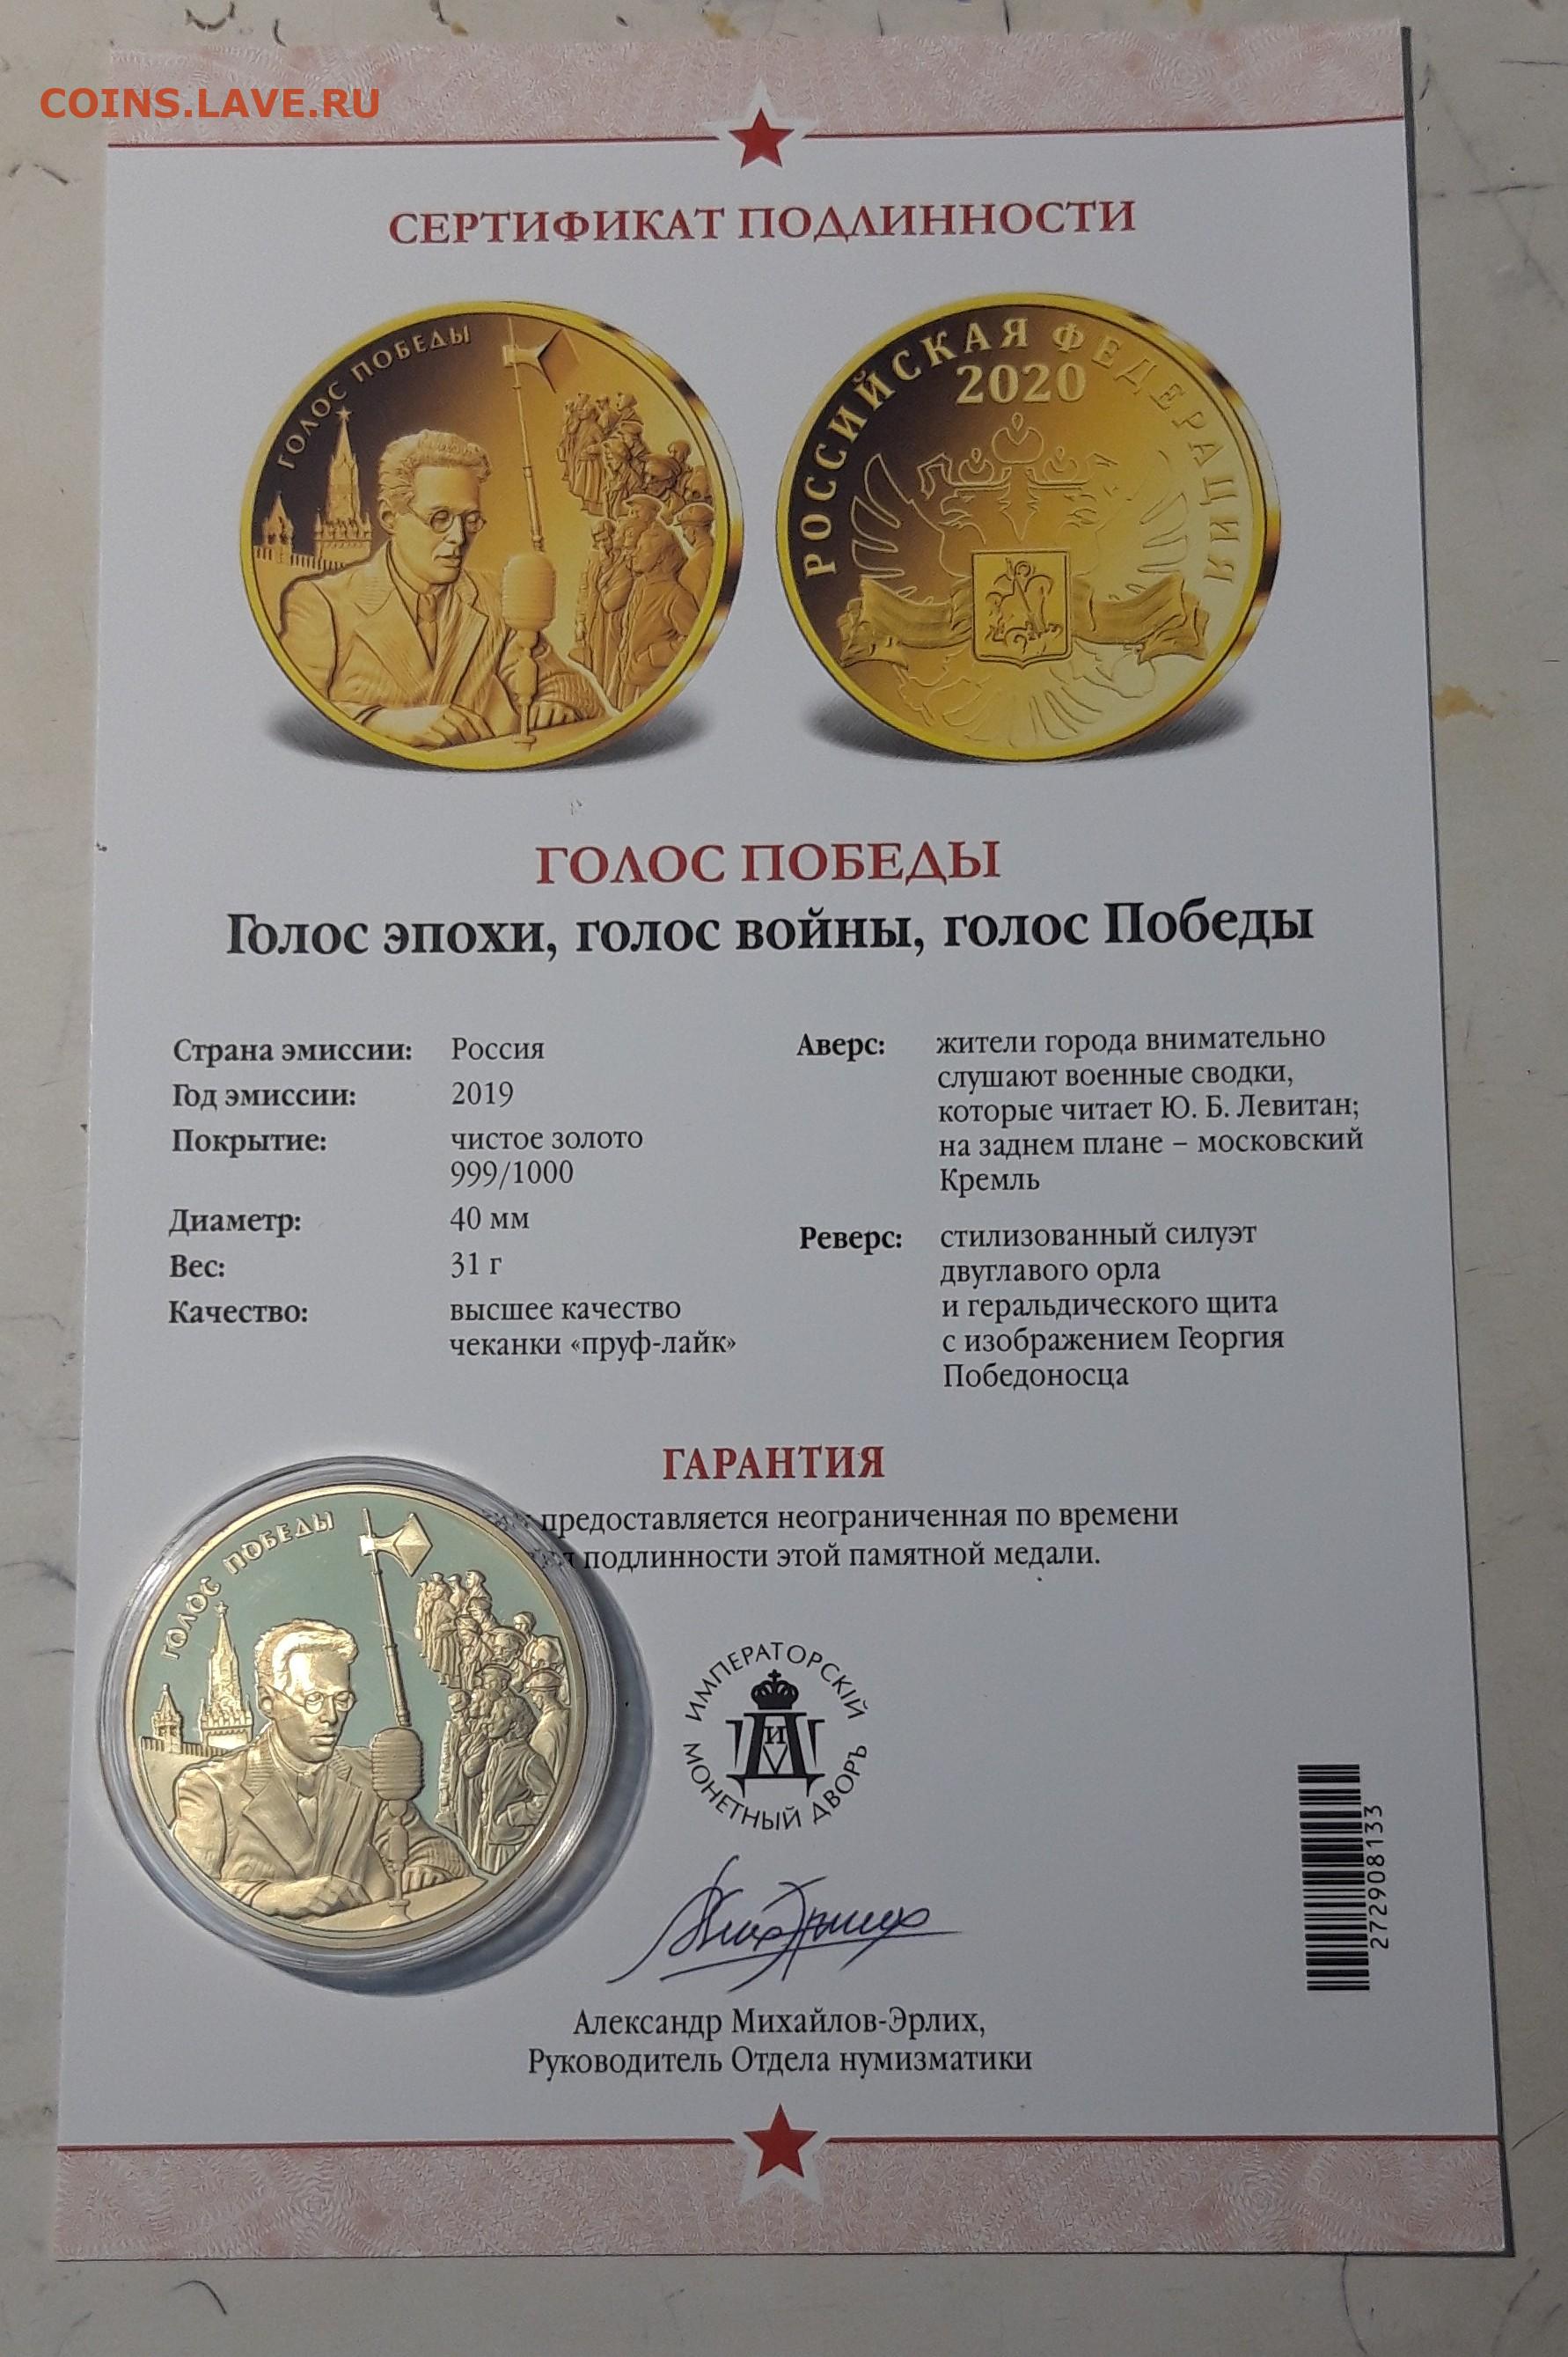 COINS.LAVE.RU
СЕРТИФИКАТ ПОДЛИННОСТИ
ГОЛОС ПОБЕДЫ
РОССИЙСКАЯ ФЕДЕРАЦИЯ
2020
ГОЛОС ПОБЕДЫ
Голос эпохи, голос войны, голос Победы
Страна эмиссии: Россия
Год эмиссии: 2019
Покрытие: чистое золото
999/1000
Диаметр: 40 мм
Вес: 31 г
Качество: высшее качество
чеканки «пруф-лайк»
Аверс: жители города внимательно
слушают военные сводки,
которые читает Ю. Б. Левитан;
на заднем плане – московский
Кремль
Реверс: стилизованный силуэт
двуглавого орла
и геральдического щита
с изображением Георгия
Победоносца
ГАРАНТИЯ
предоставляется неограниченная по времени
подлинности этой памятной медали.
ГОЛОС ПОБЕДЫ
ИМПЕРАТОРСКIЙ
МОНЕТНЫЙ ДВОРЪ
272908133
Александр Михайлов-Эрлих,
Руководитель Отдела нумизматики